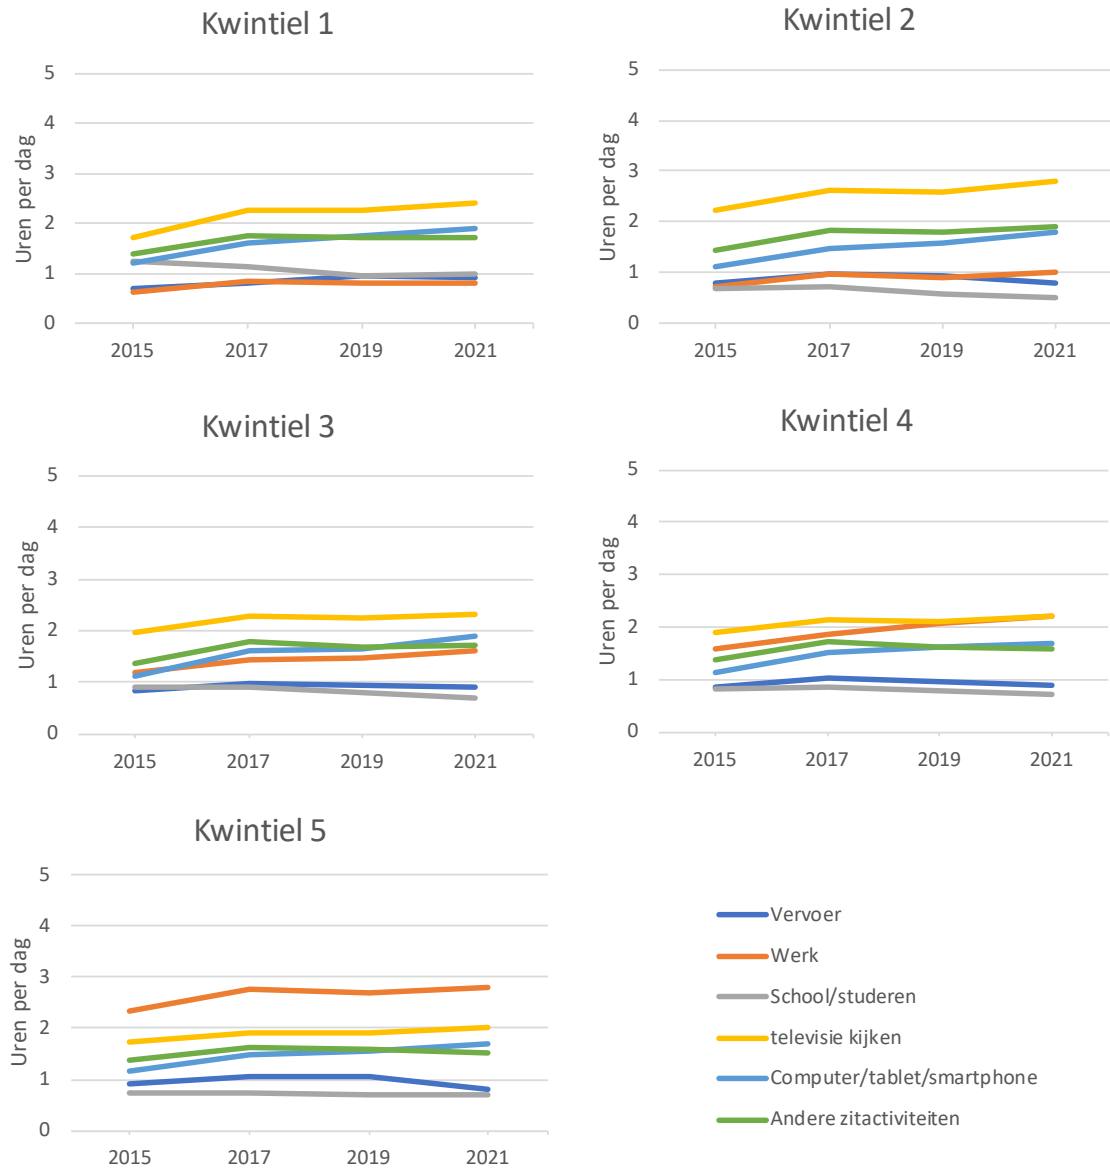 Kwintiel 1
Uren per dag
5
4
3
2
1
0
2015 2017 2019 2021
Kwintiel 2
Uren per dag
5
4
3
2
1
0
2015 2017 2019 2021
Kwintiel 3
Uren per dag
5
4
3
2
1
0
2015 2017 2019 2021
Kwintiel 4
Uren per dag
5
4
3
2
1
0
2015 2017 2019 2021
Kwintiel 5
Uren per dag
5
4
3
2
1
0
2015 2017 2019 2021
Vervoer
Werk
School/studeren
televisie kijken
Computer/tablet/smartphone
Andere zitactiviteiten